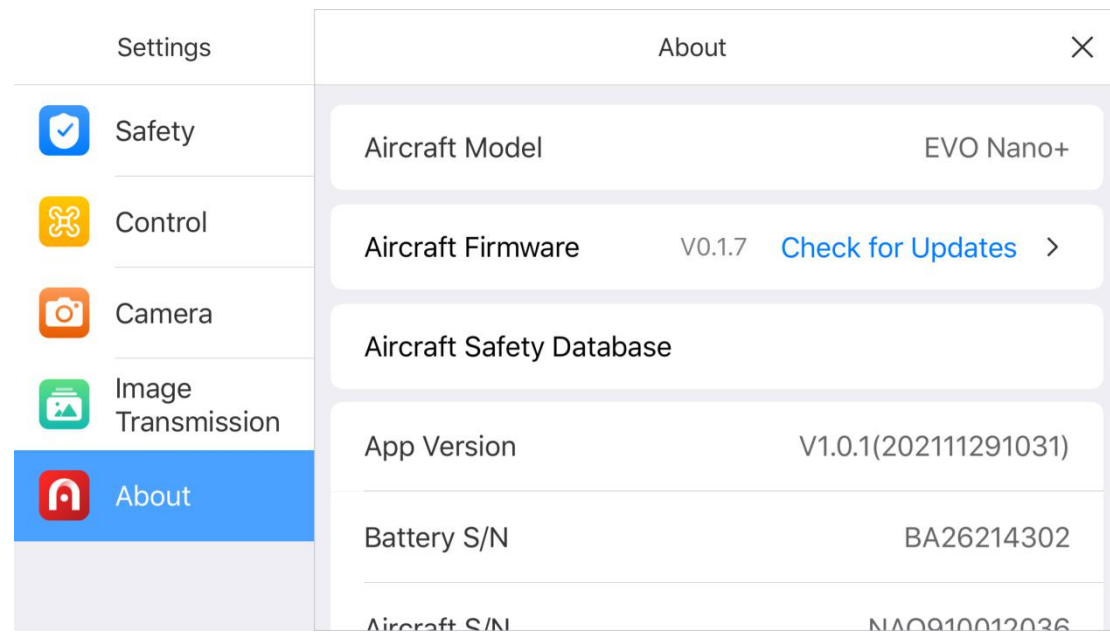 Settings
About
Safety
Control
Camera
Image
Transmission
About
Aircraft Model EVO Nano+
Aircraft Firmware V0.1.7 Check for Updates >
Aircraft Safety Database
App Version V1.0.1(202111291031)
Battery S/N BA26214302
Aircraft S/N